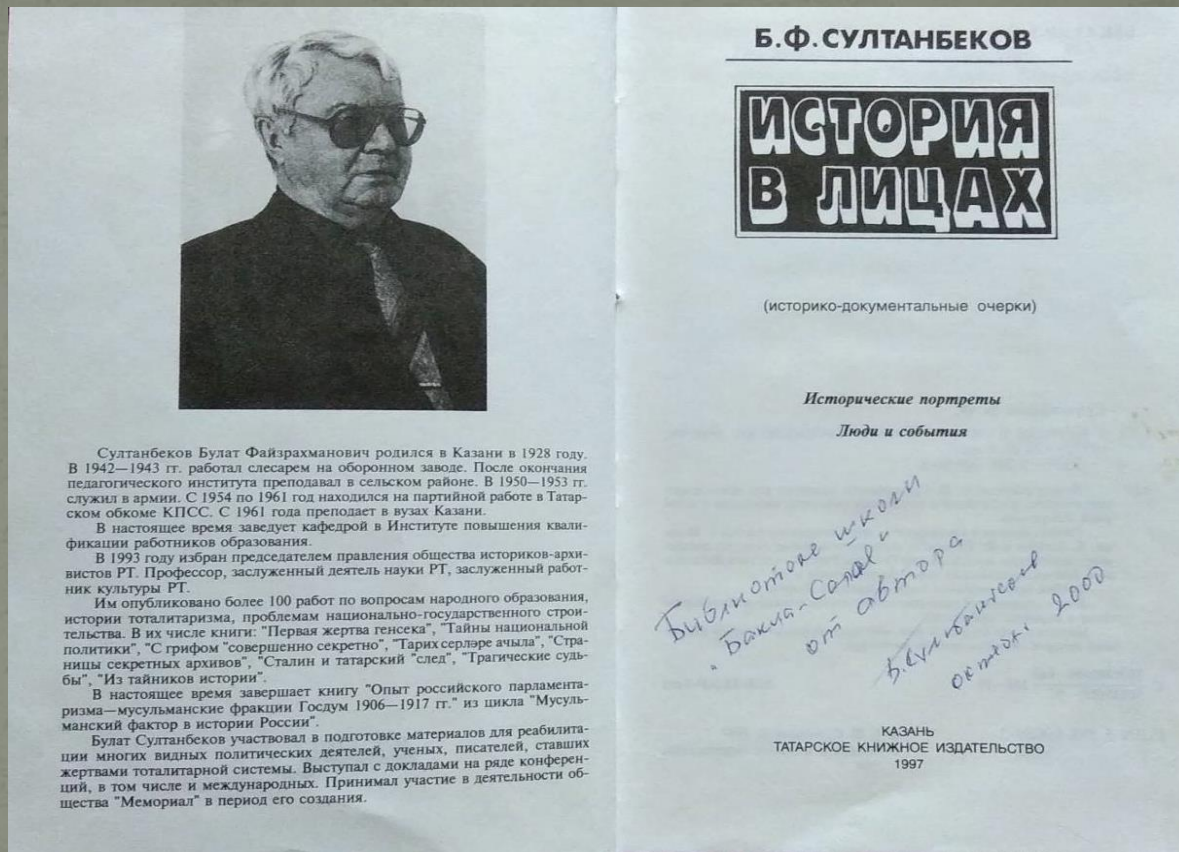 Султанбеков Булат Файзрахманович родился в Казани в 1928 году.
В 1942—1943 гг. работал слесарем на оборонном заводе. После окончания
педагогического института преподавал в сельском районе. В 1950—1953 гг.
служил в армии. С 1954 по 1961 год находился на партийной работе в Татар-
ском обкоме КПСС. С 1961 года преподает в вузах Казани.
В настоящее время заведует кафедрой в Институте повышения квали-
фикации работников образования.
В 1993 году избран председателем правления общества историков-архи-
вистов РТ. Профессор, заслуженный деятель науки РТ, заслуженный работ-
ник культуры РТ.
Им опубликовано более 100 работ по вопросам народного образования,
истории тоталитаризма, проблемам национально-государственного строи-
тельства. В их числе книги: "Первая жертва генсека", "Тайны национальной
политики", "С грифом "совершенно секретно", "Тарих серләре ачыла", "Стра-
ницы секретных архивов", "Сталин и татарский "след", "Трагические судь-
бы", "Из тайников истории".
В настоящее время завершает книгу "Опыт российского парламента-
ризма—мусульманские фракции Госдум 1906—1917 гг." из цикла "Мусуль-
манский фактор в истории России".
Булат Султанбеков участвовал в подготовке материалов для реабилита-
ции многих видных политических деятелей, ученых, писателей, ставших
жертвами тоталитарной системы. Выступал с докладами на ряде конферен-
ций, в том числе и международных. Принимал участие в деятельности об-
щества "Мемориал" в период его создания.
Б.Ф.СУЛТАНБЕКОВ
ИСТОРИЯ
В ЛИЦАХ
(историко-документальные очерки)
Исторические портреты
Люди и события
Библиотеке школы
от автора
Б.Султанбеков
2000
КАЗАНЬ
ТАТАРСКОЕ КНИЖНОЕ ИЗДАТЕЛЬСТВО
1997